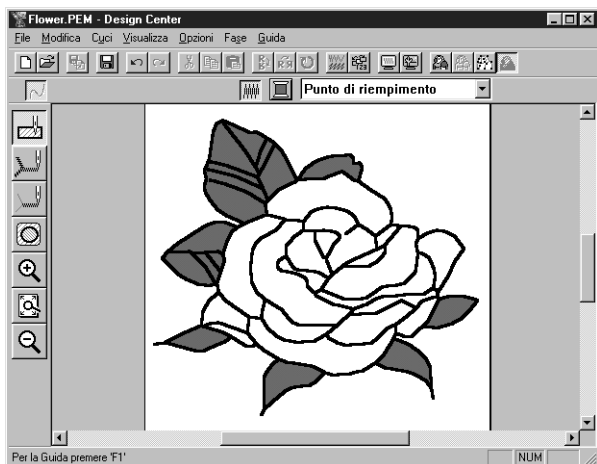 Flower.PEM - Design Center
File Modifica Cuci Visualizza Opzioni Fase Guida
Punto di riempimento
Per la Guida premere 'F1' NUM